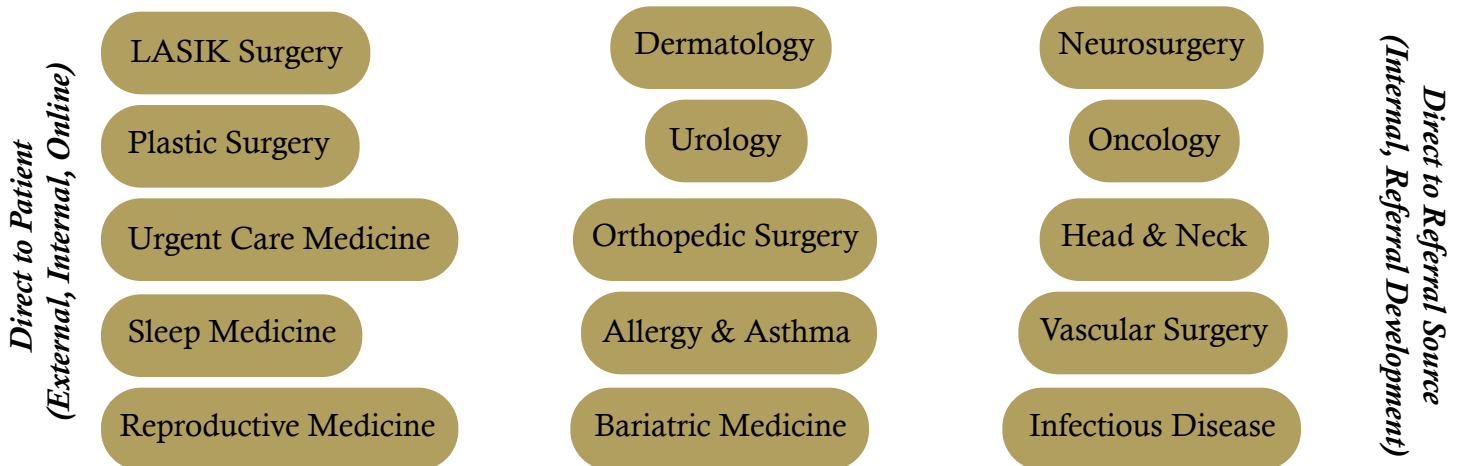 Direct to Patient
(External, Internal, Online)
LASIK Surgery
Plastic Surgery
Urgent Care Medicine
Sleep Medicine
Reproductive Medicine
Dermatology
Urology
Orthopedic Surgery
Allergy & Asthma
Bariatric Medicine
Neurosurgery
Oncology
Head & Neck
Vascular Surgery
Infectious Disease
Direct to Referral Source
(Internal, Referral Development)